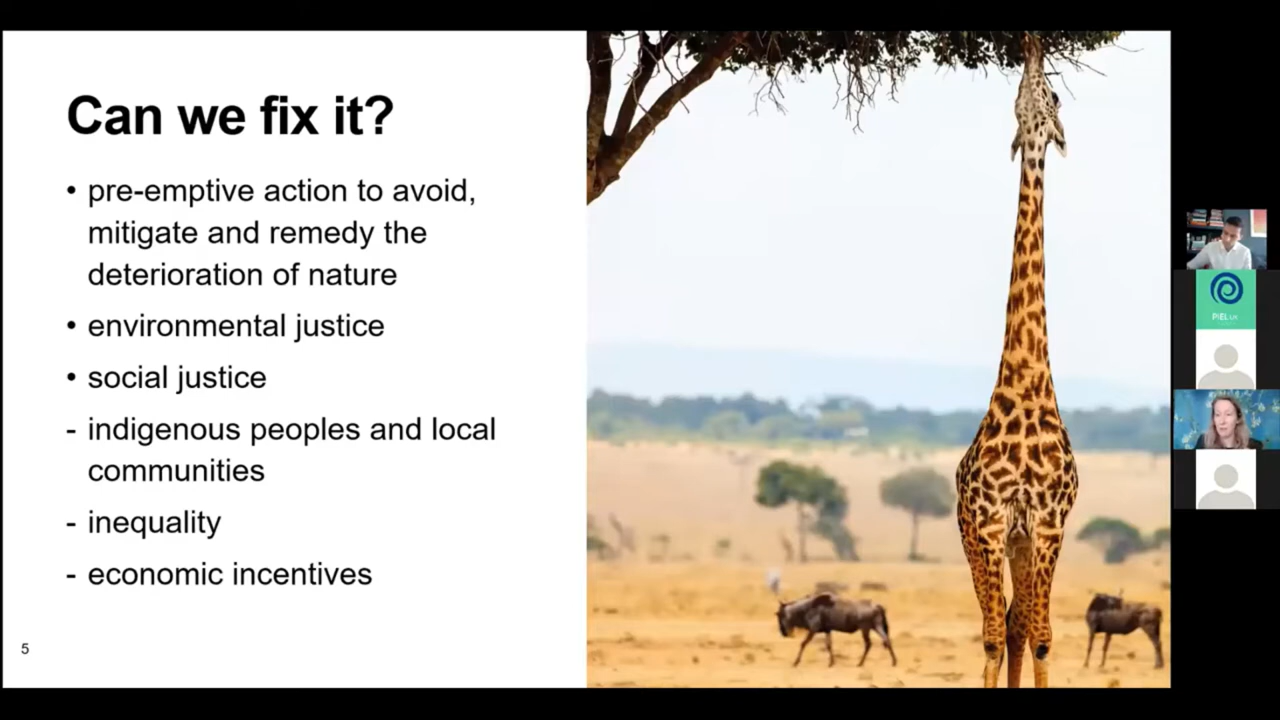 Can we fix it?
• pre-emptive action to avoid,
mitigate and remedy the
deterioration of nature
• environmental justice
• social justice
- indigenous peoples and local
communities
- inequality
- economic incentives
5
PIEL UK